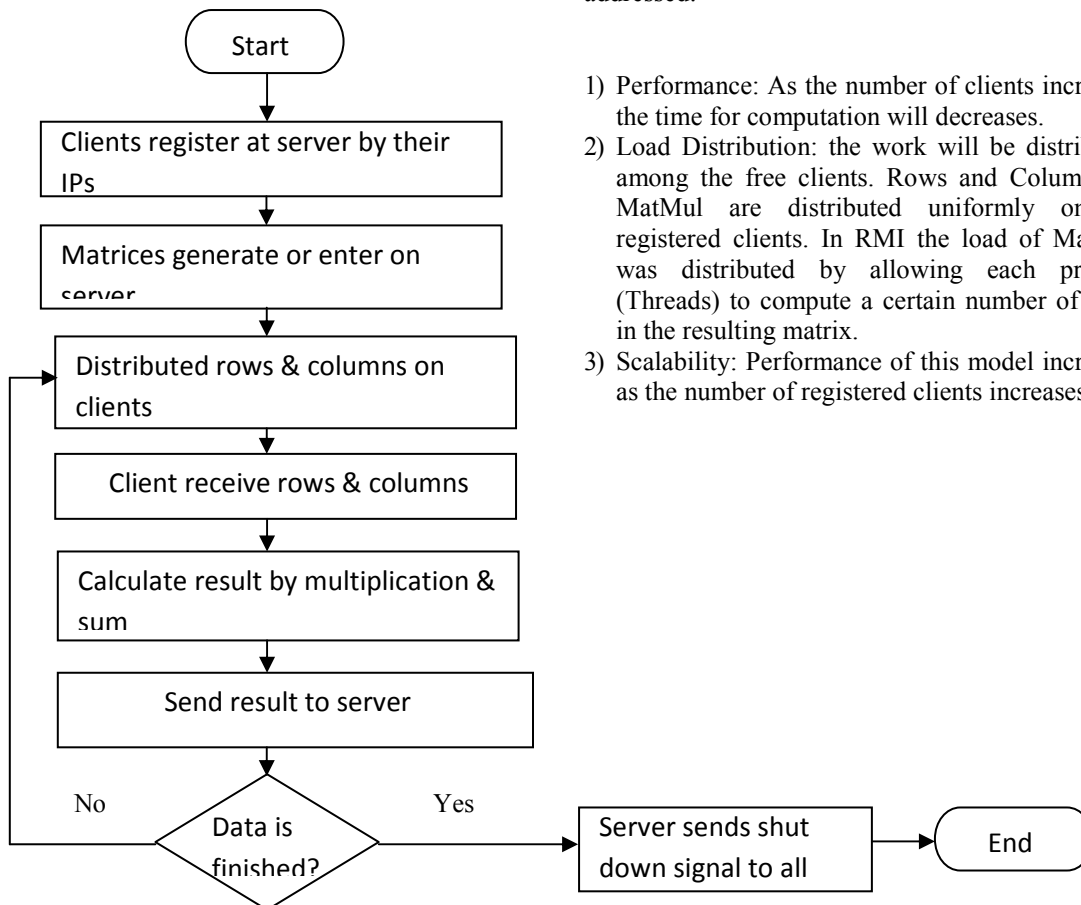 addressed.
Start
Clients register at server by their
IPs
Matrices generate or enter on
server
Distributed rows & columns on
clients
Client receive rows & columns
Calculate result by multiplication &
sum
Send result to server
No
Data is
finished?
Yes
Server sends shut
down signal to all
End
1) Performance: As the number of clients incr
the time for computation will decreases.
2) Load Distribution: the work will be distri
among the free clients. Rows and Colum
MatMul are distributed uniformly on
registered clients. In RMI the load of Ma
was distributed by allowing each pr
(Threads) to compute a certain number of
in the resulting matrix.
3) Scalability: Performance of this model incr
as the number of registered clients increases